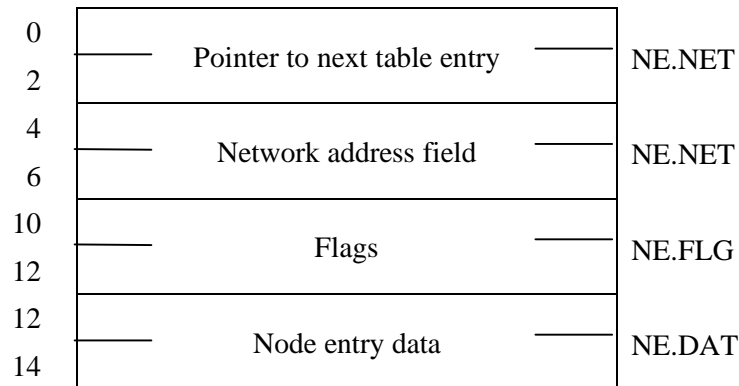 0
Pointer to next table entry NE.NET
2
4
Network address field NE.NET
6
10
Flags NE.FLG
12
12
Node entry data NE.DAT
14